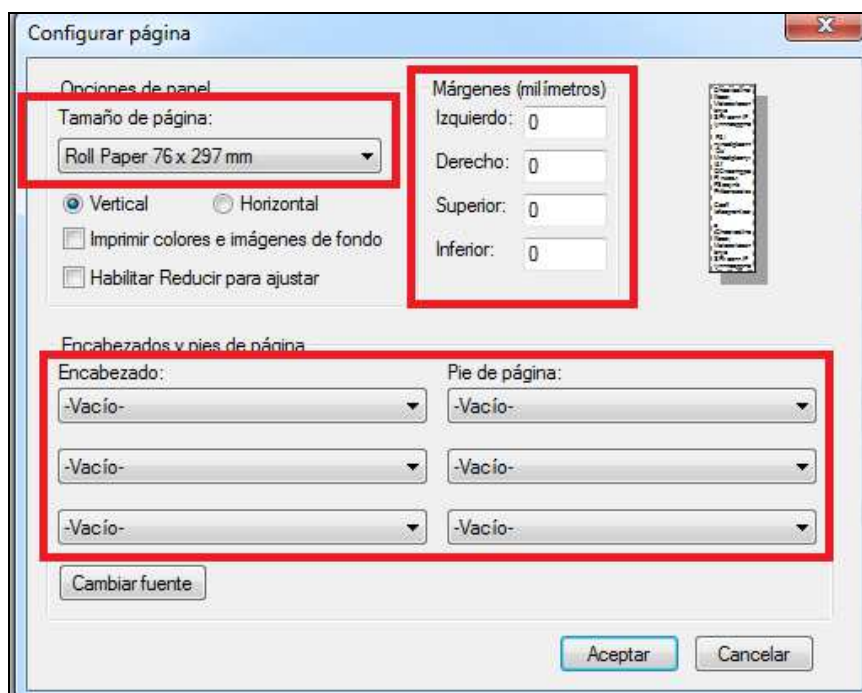 Configurar página
Opciones de papel
Tamaño de página:
Roll Paper 76 x 297 mm
Vertical Horizontal
Imprimir colores e imágenes de fondo
Habilitar Reducir para ajustar
Márgenes (milímetros)
Izquierdo: 0
Derecho: 0
Superior: 0
Inferior: 0
Encabezados y pies de página
Encabezado: Pie de página:
-Vacío- -Vacío-
-Vacío- -Vacío-
-Vacío- -Vacío-
Cambiar fuente
Aceptar Cancelar